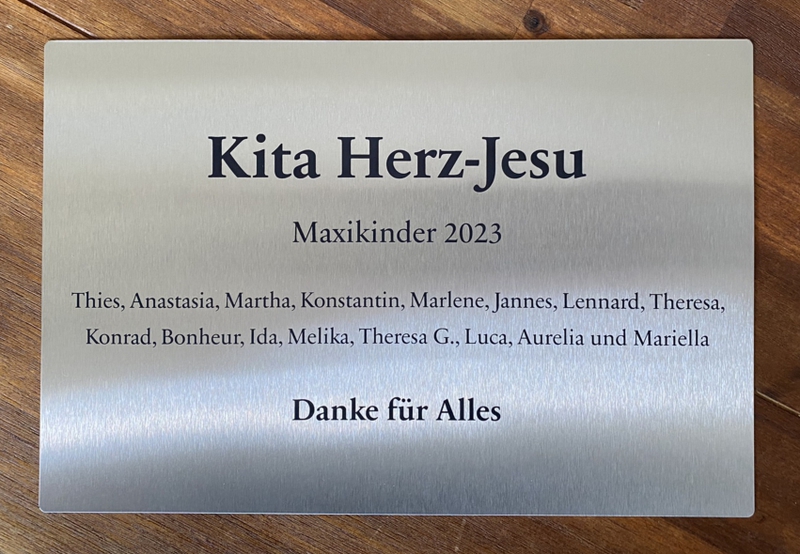 Kita Herz-Jesu
Maxikinder 2023
Thies, Anastasia, Martha, Konstantin, Marlene, Jannes, Lennard, Theresa,
Konrad, Bonheur, Ida, Melika, Theresa G., Luca, Aurelia und Mariella
Danke für Alles